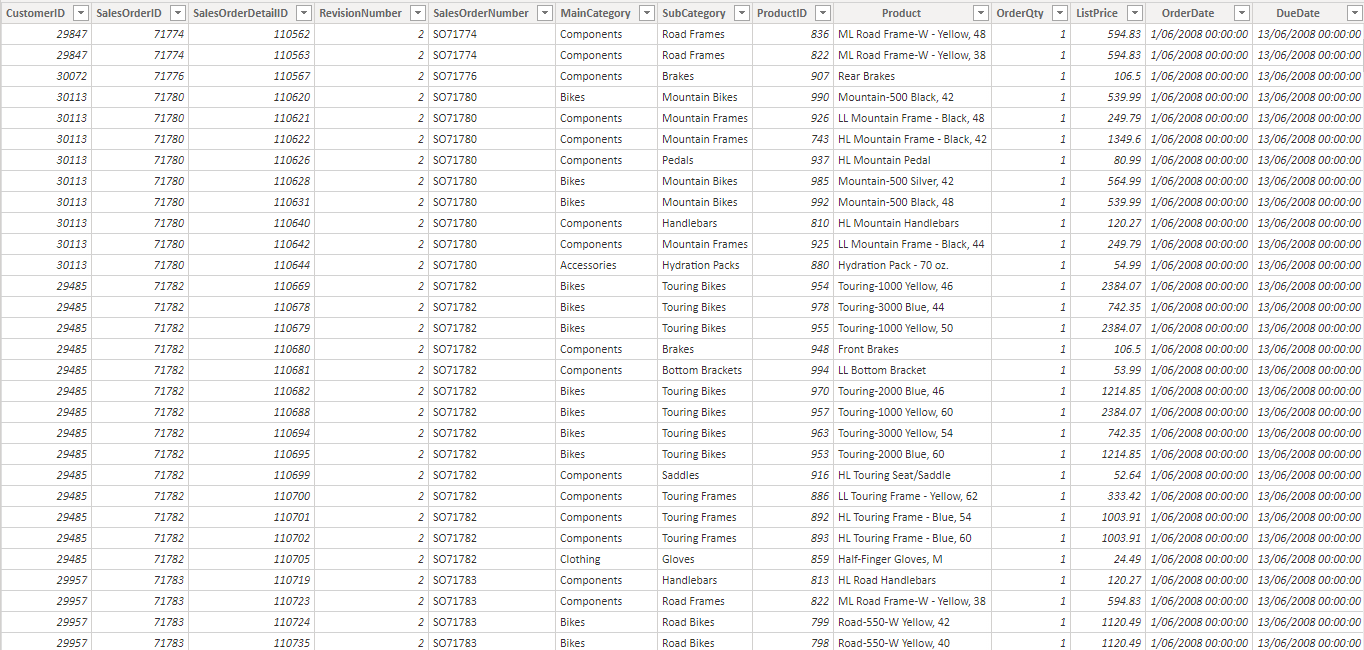 CustomerID SalesOrderID SalesOrderDetailID RevisionNumber SalesOrderNumber MainCategory SubCategory ProductID Product OrderQty ListPrice OrderDate DueDate
29847 71774 110562 2 SO71774 Components Road Frames 836 ML Road Frame-W - Yellow, 48 1 594.83 1/06/2008 00:00:00 13/06/2008 00:00:00
29847 71774 110563 2 SO71774 Components Road Frames 822 ML Road Frame-W - Yellow, 38 1 594.83 1/06/2008 00:00:00 13/06/2008 00:00:00
30072 71776 110567 2 SO71776 Components Brakes 907 Rear Brakes 1 106.5 1/06/2008 00:00:00 13/06/2008 00:00:00
30113 71780 110620 2 SO71780 Bikes Mountain Bikes 990 Mountain-500 Black, 42 1 539.99 1/06/2008 00:00:00 13/06/2008 00:00:00
30113 71780 110621 2 SO71780 Components Mountain Frames 926 LL Mountain Frame - Black, 48 1 249.79 1/06/2008 00:00:00 13/06/2008 00:00:00
30113 71780 110622 2 SO71780 Components Mountain Frames 743 HL Mountain Frame - Black, 42 1 1349.6 1/06/2008 00:00:00 13/06/2008 00:00:00
30113 71780 110626 2 SO71780 Components Pedals 937 HL Mountain Pedal 1 80.99 1/06/2008 00:00:00 13/06/2008 00:00:00
30113 71780 110628 2 SO71780 Bikes Mountain Bikes 985 Mountain-500 Silver, 42 1 564.99 1/06/2008 00:00:00 13/06/2008 00:00:00
30113 71780 110631 2 SO71780 Bikes Mountain Bikes 992 Mountain-500 Black, 48 1 539.99 1/06/2008 00:00:00 13/06/2008 00:00:00
30113 71780 110640 2 SO71780 Components Handlebars 810 HL Mountain Handlebars 1 120.27 1/06/2008 00:00:00 13/06/2008 00:00:00
30113 71780 110642 2 SO71780 Components Mountain Frames 925 LL Mountain Frame - Black, 44 1 249.79 1/06/2008 00:00:00 13/06/2008 00:00:00
30113 71780 110644 2 SO71780 Accessories Hydration Packs 880 Hydration Pack - 70 oz. 1 54.99 1/06/2008 00:00:00 13/06/2008 00:00:00
29485 71782 110669 2 SO71782 Bikes Touring Bikes 954 Touring-1000 Yellow, 46 1 2384.07 1/06/2008 00:00:00 13/06/2008 00:00:00
29485 71782 110678 2 SO71782 Bikes Touring Bikes 978 Touring-3000 Blue, 44 1 742.35 1/06/2008 00:00:00 13/06/2008 00:00:00
29485 71782 110679 2 SO71782 Bikes Touring Bikes 955 Touring-1000 Yellow, 50 1 2384.07 1/06/2008 00:00:00 13/06/2008 00:00:00
29485 71782 110680 2 SO71782 Components Brakes 948 Front Brakes 1 106.5 1/06/2008 00:00:00 13/06/2008 00:00:00
29485 71782 110681 2 SO71782 Components Bottom Brackets 994 LL Bottom Bracket 1 53.99 1/06/2008 00:00:00 13/06/2008 00:00:00
29485 71782 110682 2 SO71782 Bikes Touring Bikes 970 Touring-2000 Blue, 46 1 1214.85 1/06/2008 00:00:00 13/06/2008 00:00:00
29485 71782 110688 2 SO71782 Bikes Touring Bikes 957 Touring-1000 Yellow, 60 1 2384.07 1/06/2008 00:00:00 13/06/2008 00:00:00
29485 71782 110694 2 SO71782 Bikes Touring Bikes 963 Touring-3000 Yellow, 54 1 742.35 1/06/2008 00:00:00 13/06/2008 00:00:00
29485 71782 110695 2 SO71782 Bikes Touring Bikes 953 Touring-2000 Blue, 60 1 1214.85 1/06/2008 00:00:00 13/06/2008 00:00:00
29485 71782 110699 2 SO71782 Components Saddles 916 HL Touring Seat/Saddle 1 52.64 1/06/2008 00:00:00 13/06/2008 00:00:00
29485 71782 110700 2 SO71782 Components Touring Frames 886 LL Touring Frame - Yellow, 62 1 333.42 1/06/2008 00:00:00 13/06/2008 00:00:00
29485 71782 110701 2 SO71782 Components Touring Frames 892 HL Touring Frame - Blue, 54 1 1003.91 1/06/2008 00:00:00 13/06/2008 00:00:00
29485 71782 110702 2 SO71782 Components Touring Frames 893 HL Touring Frame - Blue, 60 1 1003.91 1/06/2008 00:00:00 13/06/2008 00:00:00
29485 71782 110705 2 SO71782 Clothing Gloves 859 Half-Finger Gloves, M 1 24.49 1/06/2008 00:00:00 13/06/2008 00:00:00
29957 71783 110719 2 SO71783 Components Handlebars 813 HL Road Handlebars 1 120.27 1/06/2008 00:00:00 13/06/2008 00:00:00
29957 71783 110723 2 SO71783 Components Road Frames 822 ML Road Frame-W - Yellow, 38 1 594.83 1/06/2008 00:00:00 13/06/2008 00:00:00
29957 71783 110724 2 SO71783 Bikes Road Bikes 799 Road-550-W Yellow, 42 1 1120.49 1/06/2008 00:00:00 13/06/2008 00:00:00
29957 71783 110735 2 SO71783 Bikes Road Bikes 798 Road-550-W Yellow, 40 1 1120.49 1/06/2008 00:00:00 13/06/2008 00:00:00